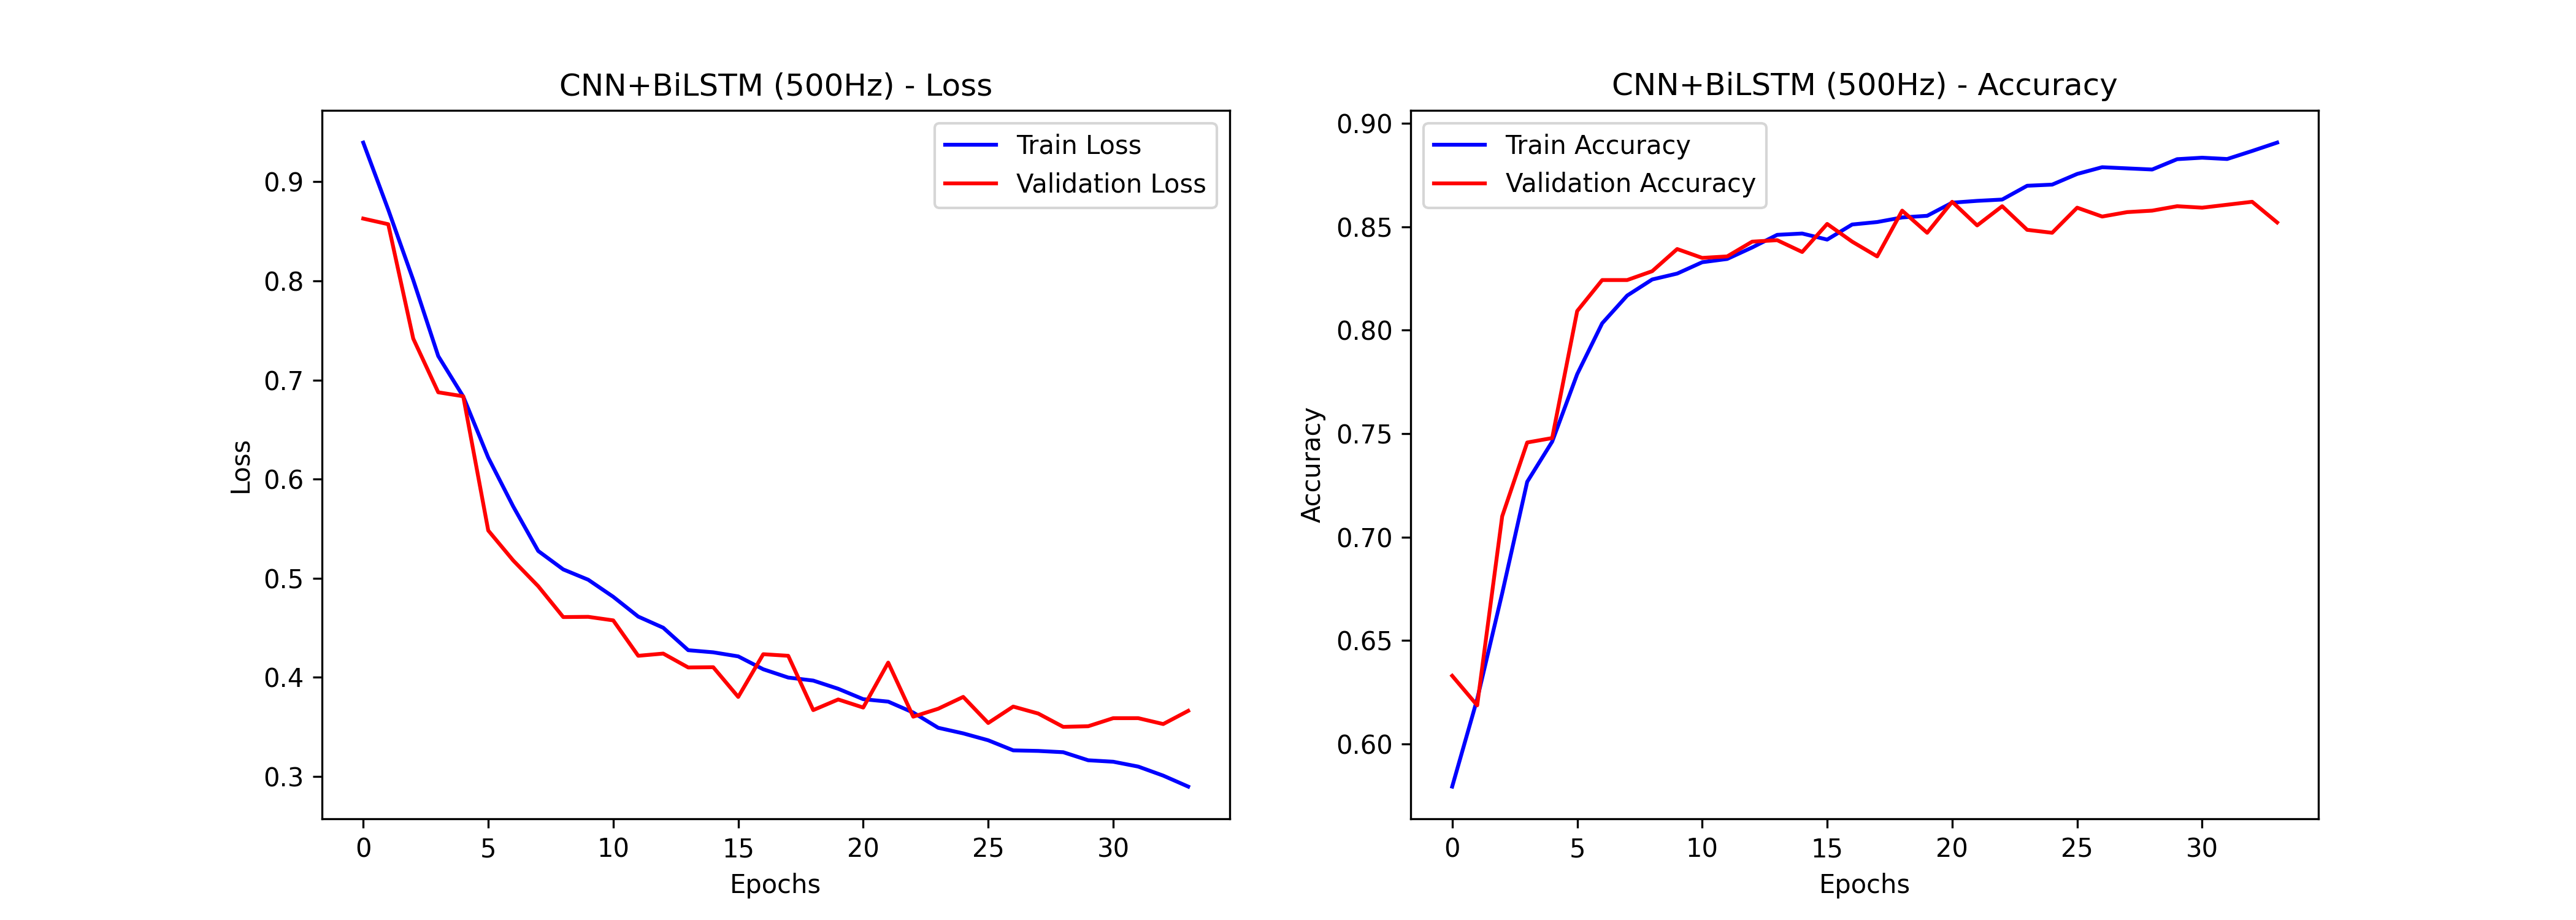 CNN+BiLSTM (500Hz) - Loss
Train Loss
Validation Loss
0.9
0.8
0.7
0.6
0.5
0.4
0.3
Loss
0 5 10 15 20 25 30
Epochs
CNN+BiLSTM (500Hz) - Accuracy
Train Accuracy
Validation Accuracy
0.90
0.85
0.80
0.75
0.70
0.65
0.60
Accuracy
0 5 10 15 20 25 30
Epochs